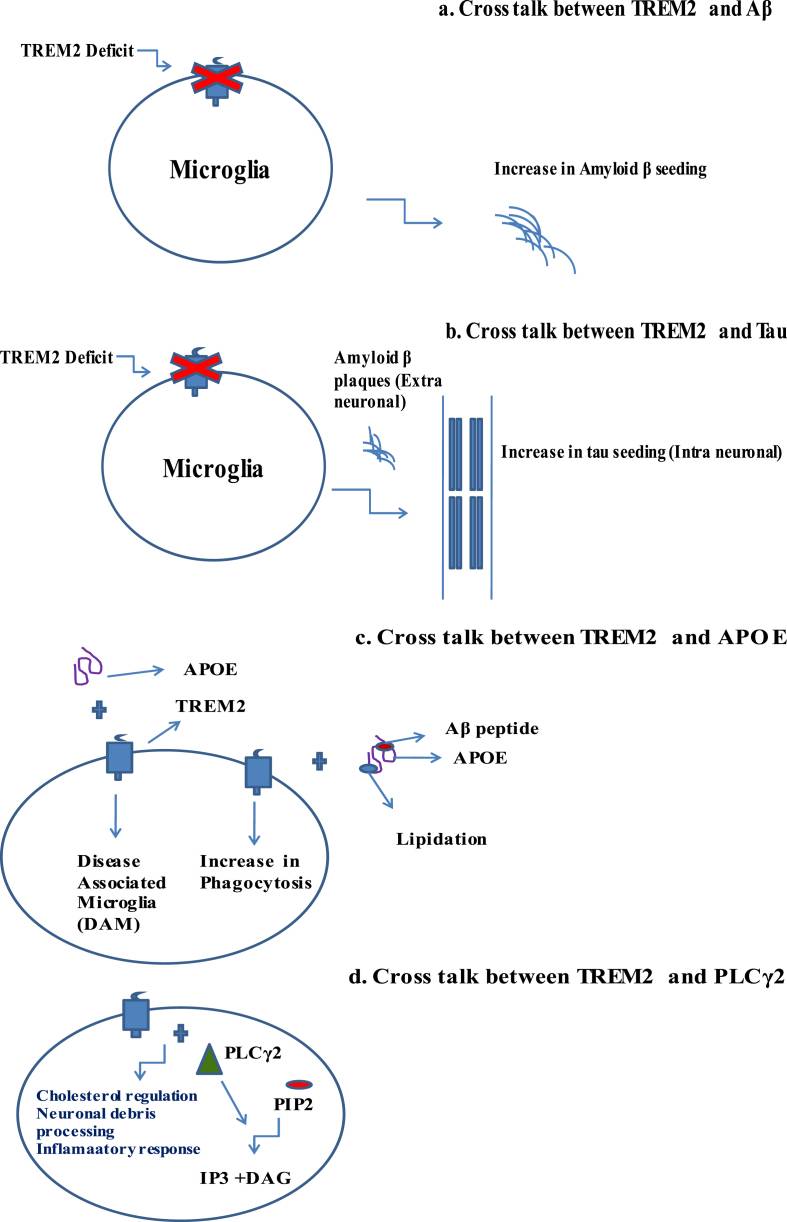 a. Cross talk between TREM2 and Aβ
TREM2 Deficit
Microglia
Increase in Amyloid β seeding
b. Cross talk between TREM2 and Tau
TREM2 Deficit
Amyloid β
plaques (Extra
neuronal)
Microglia
Increase in tau seeding (Intra neuronal)
c. Cross talk between TREM2 and APOE
APOE
TREM2
Aβ peptide
APOE
Lipidation
Disease
Associated
Microglia
(DAM)
Increase in
Phagocytosis
d. Cross talk between TREM2 and PLCγ2
PLCγ2
Cholesterol regulation
Neuronal debris
processing
Inflamaatory response
PIP2
IP3 +DAG